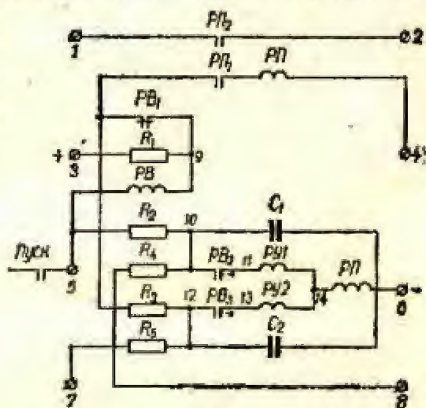 РП₂
1
2
РП₁ РП
РВ₁
+
3
R₁
9
4
РВ
R₂
10
C₁
Пуск
5
R₄
РВ₂ 11 РУ1
РП
R₃
12
РВ₃ 13 РУ2
14
6 -
R₅
C₂
7
8